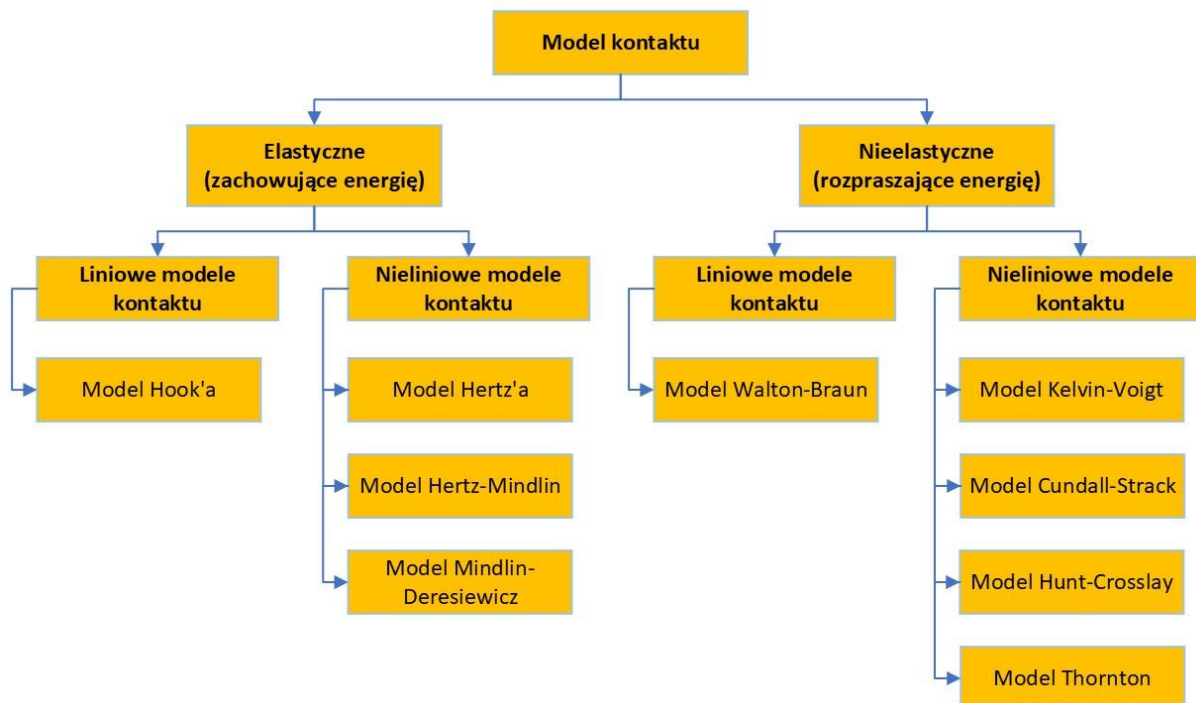 Model kontaktu
Elastyczne
(zachowujące energię)
Nieelastyczne
(rozpraszające energię)
Liniowe modele
kontaktu
Nieliniowe modele
kontaktu
Liniowe modele
kontaktu
Nieliniowe modele
kontaktu
Model Hook'a
Model Hertz'a
Model Walton-Braun
Model Kelvin-Voigt
Model Hertz-Mindlin
Model Cundall-Strack
Model Mindlin-
Deresiewicz
Model Hunt-Crosslay
Model Thornton